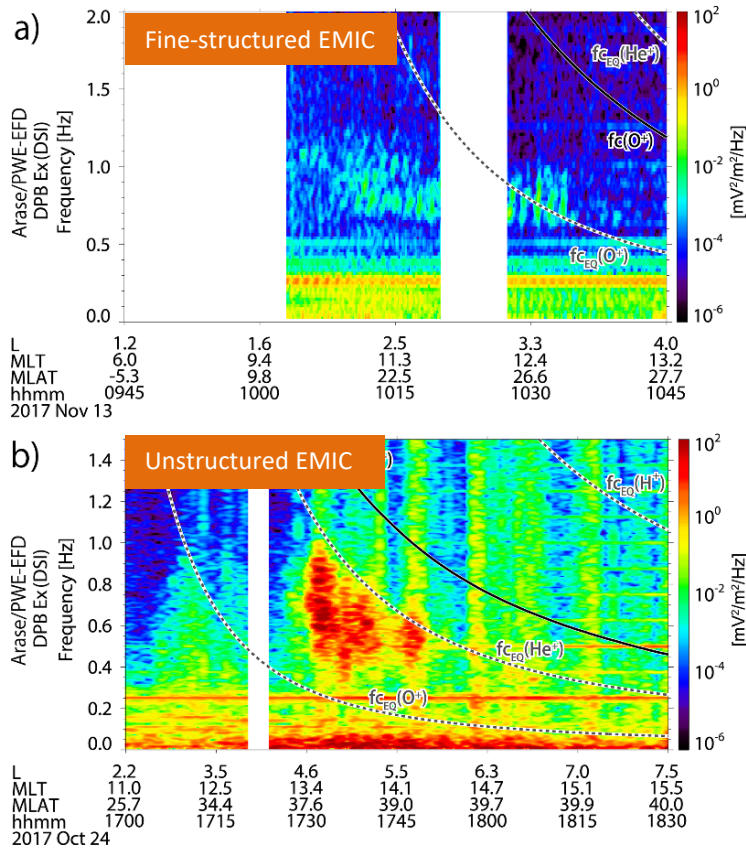 a)
Fine-structured EMIC
Arase/PWE-EFD
DPB Ex(DSI)
Frequency [Hz]
2.0
1.5
1.0
0.5
0.0
fcEQ(He+)
fc(O+)
fcEQ(O+)
10²
10⁰
10⁻²
10⁻⁴
10⁻⁶
[mV²/m²/Hz]
L 1.2 1.6 2.5 3.3 4.0
MLT 6.0 9.4 11.3 12.4 13.2
MLAT -5.3 9.8 22.5 26.6 27.7
hhmm 0945 1000 1015 1030 1045
2017 Nov 13
b)
Unstructured EMIC
Arase/PWE-EFD
DPB Ex(DSI)
Frequency [Hz]
1.4
1.2
1.0
0.8
0.6
0.4
0.2
0.0
fcEQ(H+)
fcEQ(He+)
fcEQ(O+)
10²
10⁰
10⁻²
10⁻⁴
10⁻⁶
[mV²/m²/Hz]
L 2.2 3.5 4.6 5.5 6.3 7.0 7.5
MLT 11.0 12.5 13.4 14.1 14.7 15.1 15.5
MLAT 25.7 34.4 37.6 39.0 39.7 39.9 40.0
hhmm 1700 1715 1730 1745 1800 1815 1830
2017 Oct 24